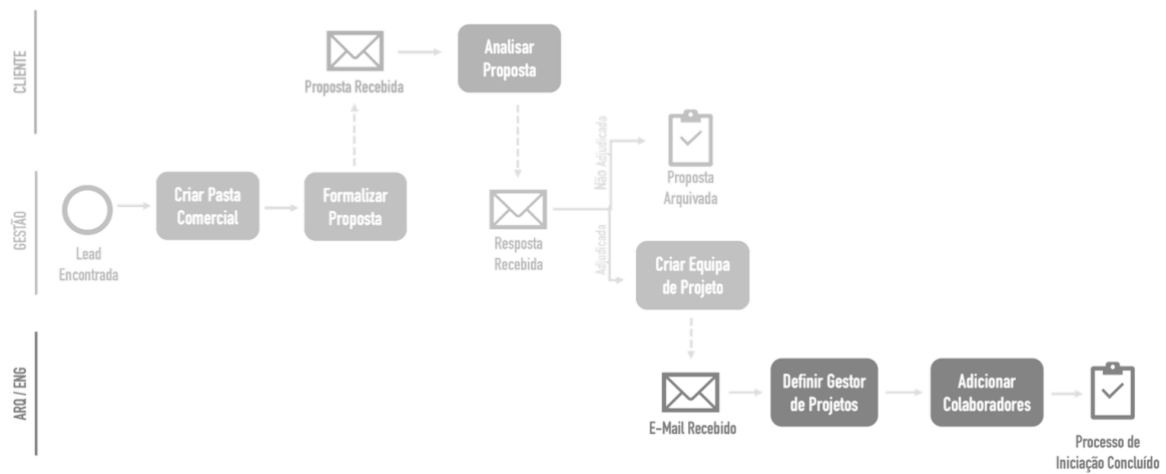 CLIENTE
Proposta Recebida
Analisar
Proposta
GESTÃO
Lead
Encontrada
Criar Pasta
Comercial
Formalizar
Proposta
Resposta
Recebida
Não Adjudicada
Proposta
Arquivada
Adjudicada
Criar Equipa
de Projeto
ARQ / ENG
E-Mail Recebido
Definir Gestor
de Projetos
Adicionar
Colaboradores
Processo de
Iniciação Concluído